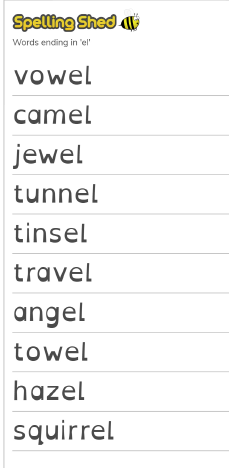 Spelling Shed
Words ending in 'el'
vowel
camel
jewel
tunnel
tinsel
travel
angel
towel
hazel
squirrel